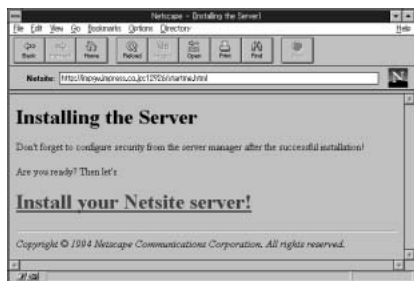 Netscape - [Installing the Server]
File Edit View Go Bookmarks Options Directory Help
Back Home Reload Open Print Find
Netsite:
N
Installing the Server
Don't forget to configure security from the server manager after the successful installation!
Are you ready? Then let's
Install your Netsite server!
Copyright © 1994 Netscape Communications Corporation. All rights reserved.